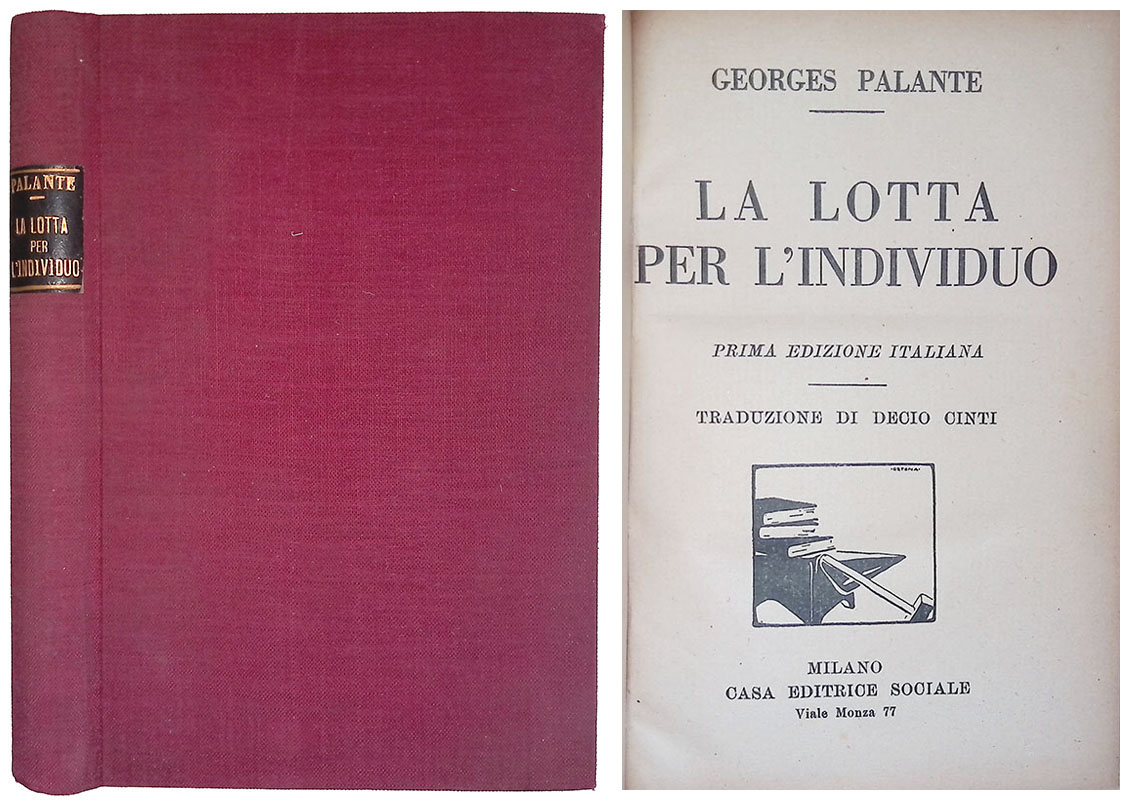 PALANTE
LA LOTTA
PER
L'INDIVIDUO
GEORGES PALANTE
LA LOTTA
PER L'INDIVIDUO
PRIMA EDIZIONE ITALIANA
TRADUZIONE DI DECIO CINTI
MILANO
CASA EDITRICE SOCIALE
Viale Monza 77